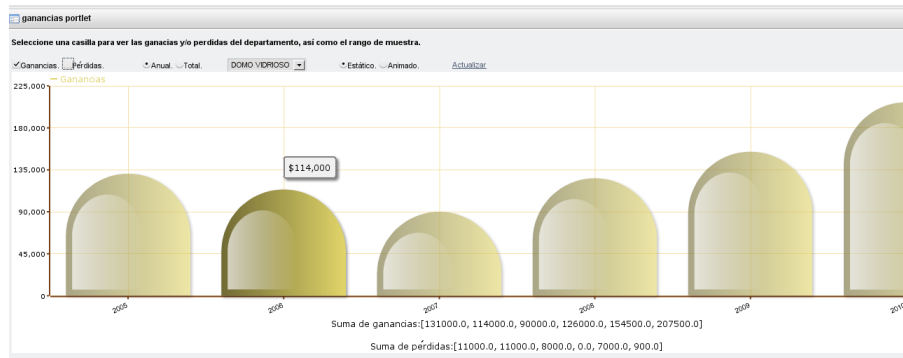 ganancias portlet
Seleccione una casilla para ver las ganacias y/o perdidas del departamento, así como el rango de muestra.
Ganancias. Pérdidas. Anual. Total. DOMO VIDRIOSO Estático. Animado. Actualizar
Ganancias
225,000
180,000
135,000
$114,000
90,000
45,000
0
2005 2006 2007 2008 2009 2010
Suma de ganancias:[131000.0, 114000.0, 90000.0, 126000.0, 154500.0, 207500.0]
Suma de pérdidas:[11000.0, 11000.0, 8000.0, 0.0, 7000.0, 900.0]